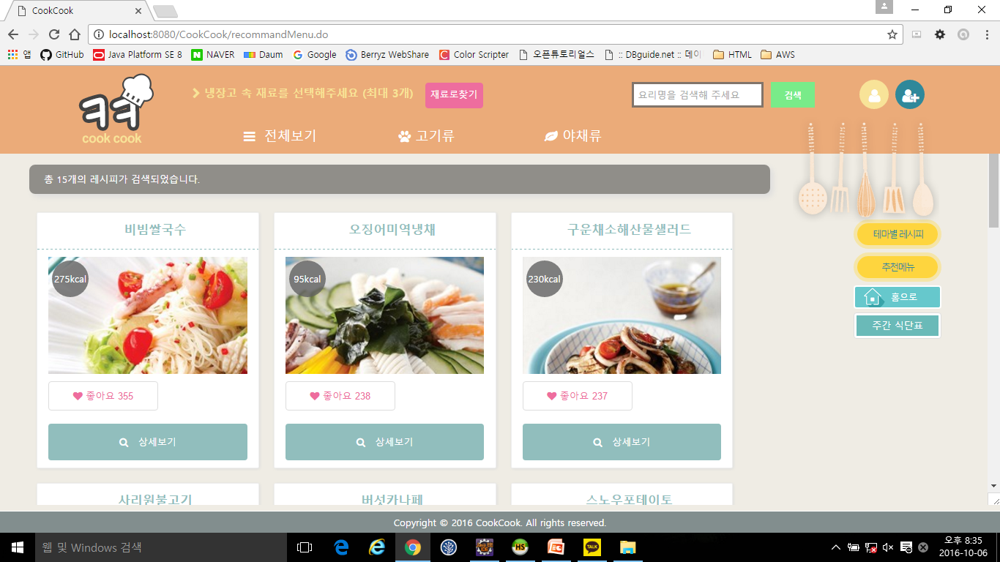 CookCook
localhost:8080/CookCook/recommandMenu.do
앱 GitHub Java Platform SE 8 NAVER Daum Google Berryz WebShare Color Scripter 오픈튜토리얼스 :: DBguide.net :: 데이 HTML AWS
쿡쿡
cook cook
냉장고 속 재료를 선택해주세요 (최대 3개) 재료로찾기 요리명을 검색해 주세요 검색
전체보기 고기류 야채류
총 15개의 레시피가 검색되었습니다.
비빔쌀국수 오징어미역냉채 구운채소해산물샐러드
275kcal 95kcal 230kcal
좋아요 355 좋아요 238 좋아요 237
상세보기 상세보기 상세보기
사리원불고기 버섯카나페 스노우포테이토
테마별 레시피
추천메뉴
홈으로
주간 식단표
Copyright © 2016 CookCook. All rights reserved.
웹 및 Windows 검색
HS
TALK
오후 8:35
2016-10-06